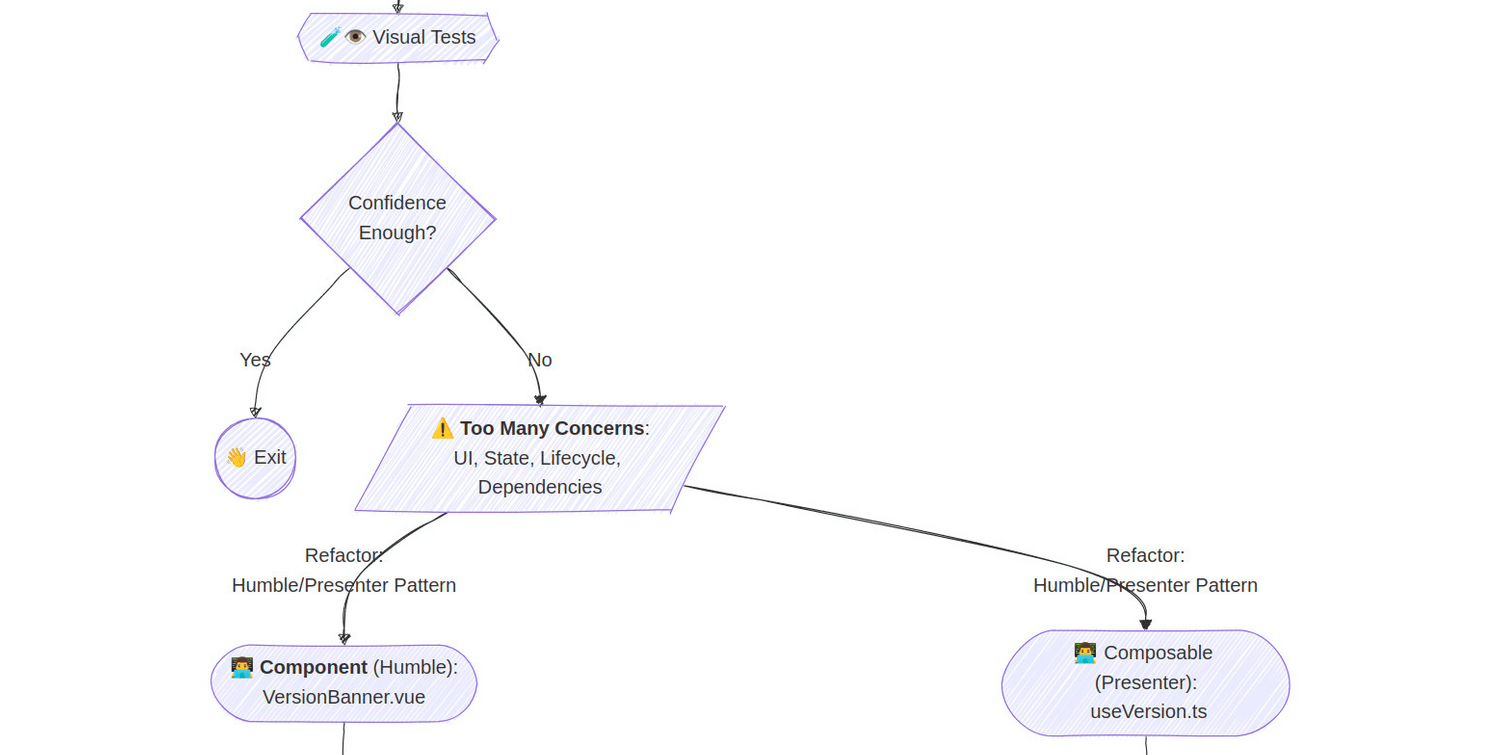 🧪👁️ Visual Tests
Confidence
Enough?
Yes
No
⚠️ Too Many Concerns:
UI, State, Lifecycle,
Dependencies
👋 Exit
Refactor:
Humble/Presenter Pattern
Refactor:
Humble/Presenter Pattern
👨‍💻 Component (Humble):
VersionBanner.vue
👨‍💻 Composable
(Presenter):
useVersion.ts